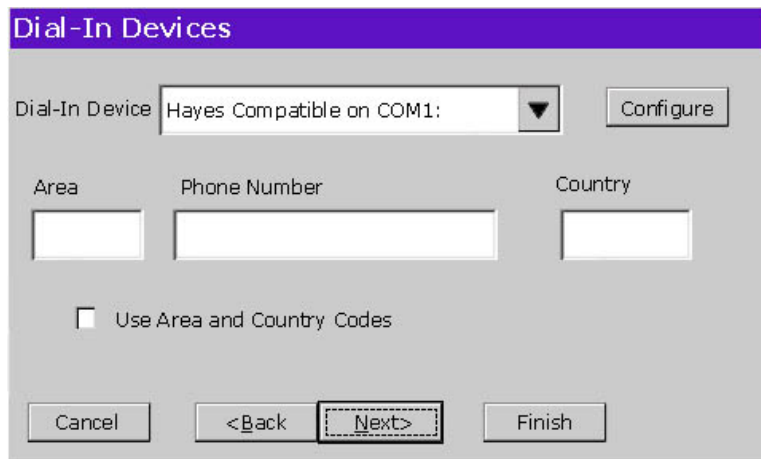 Dial-In Devices
Dial-In Device Hayes Compatible on COM1: Configure
Area Phone Number Country
Use Area and Country Codes
Cancel <Back Next> Finish